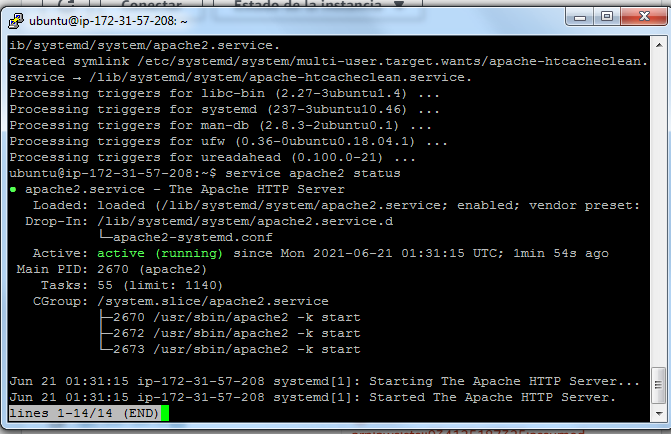 Conectar
Estado de la instancia
ubuntu@ip-172-31-57-208: ~
ib/systemd/system/apache2.service.
Created symlink /etc/systemd/system/multi-user.target.wants/apache-htcacheclean.
service → /lib/systemd/system/apache-htcacheclean.service.
Processing triggers for libc-bin (2.27-3ubuntu1.4) ...
Processing triggers for systemd (237-3ubuntu10.46) ...
Processing triggers for man-db (2.8.3-2ubuntu0.1) ...
Processing triggers for ufw (0.36-0ubuntu0.18.04.1) ...
Processing triggers for ureadahead (0.100.0-21) ...
ubuntu@ip-172-31-57-208:~$ service apache2 status
● apache2.service - The Apache HTTP Server
   Loaded: loaded (/lib/systemd/system/apache2.service; enabled; vendor preset:
  Drop-In: /lib/systemd/system/apache2.service.d
           └─apache2-systemd.conf
   Active: active (running) since Mon 2021-06-21 01:31:15 UTC; 1min 54s ago
 Main PID: 2670 (apache2)
    Tasks: 55 (limit: 1140)
   CGroup: /system.slice/apache2.service
           ├─2670 /usr/sbin/apache2 -k start
           ├─2672 /usr/sbin/apache2 -k start
           └─2673 /usr/sbin/apache2 -k start
Jun 21 01:31:15 ip-172-31-57-208 systemd[1]: Starting The Apache HTTP Server...
Jun 21 01:31:15 ip-172-31-57-208 systemd[1]: Started The Apache HTTP Server.
lines 1-14/14 (END)